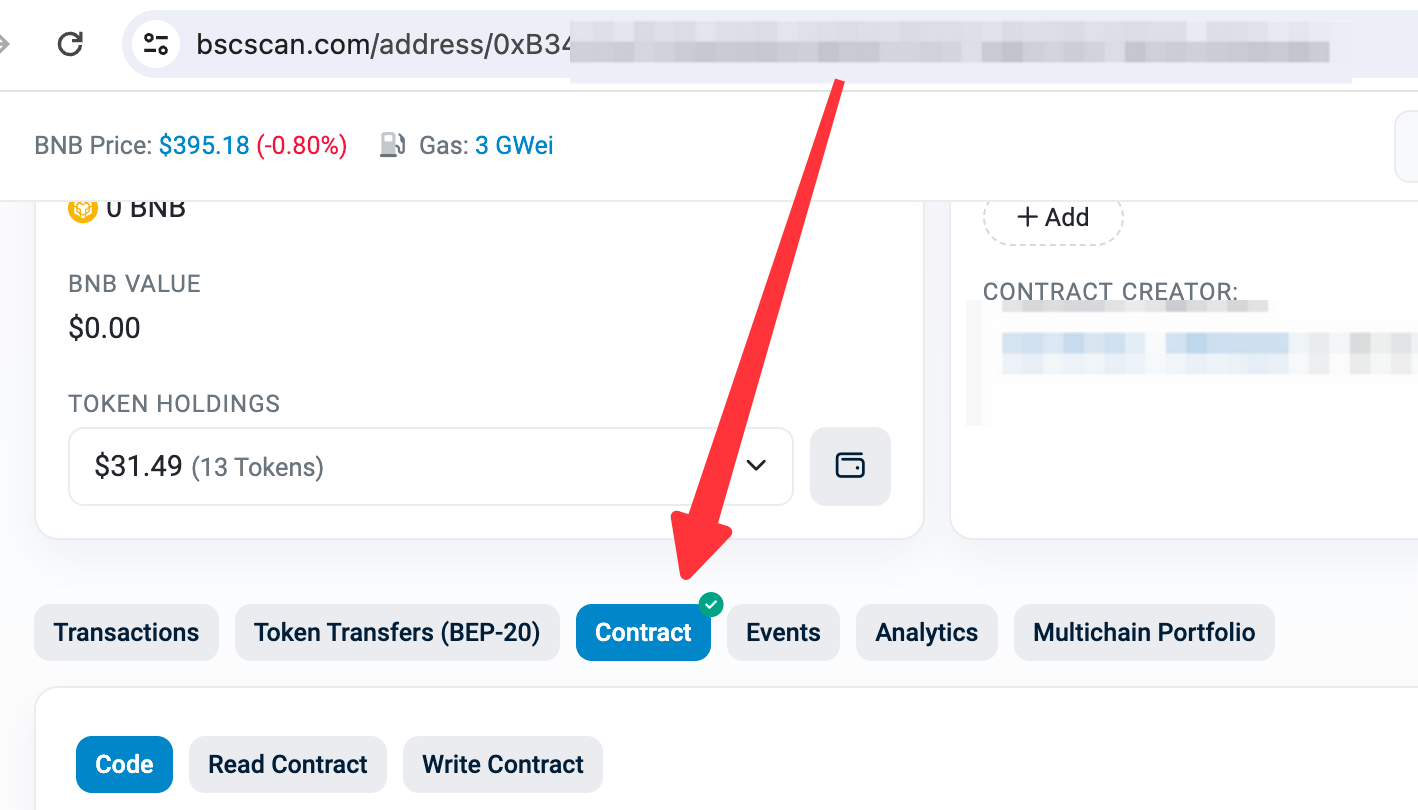 bscscan.com/address/0xB34
BNB Price: $395.18 (-0.80%) Gas: 3 GWei
0 BNB
BNB VALUE
$0.00
TOKEN HOLDINGS
$31.49 (13 Tokens)
+ Add
CONTRACT CREATOR:
Transactions Token Transfers (BEP-20) Contract Events Analytics Multichain Portfolio
Code Read Contract Write Contract